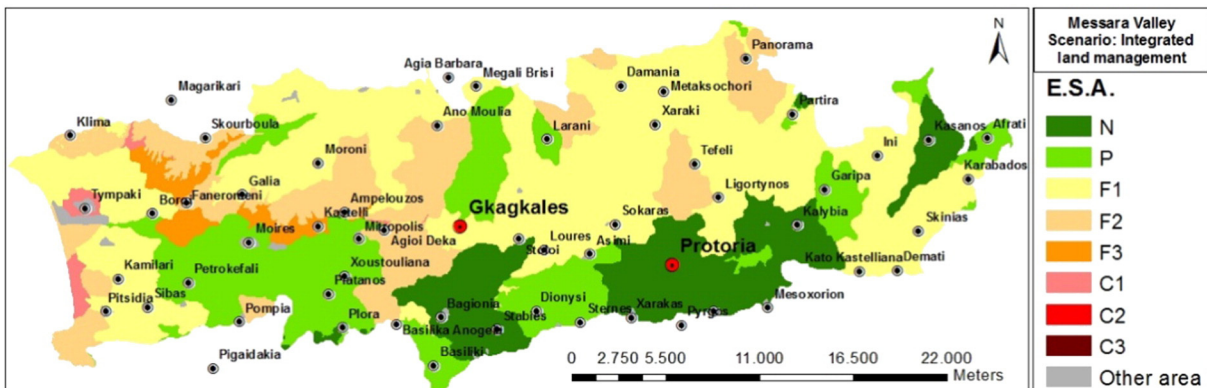 Messara Valley
Scenario: Integrated
land management
E.S.A.
N
P
F1
F2
F3
C1
C2
C3
Other area
N
Panorama
Agia Barbara
Megali Brisi
Damania
Metaksochori
Magarikari
Partira
Klima
Skourboula
Ano Moulia
Larani
Xaraki
Kasanos
Afrati
Moroni
Tefeli
Ini
Karabados
Galia
Tympaki
Faneromeni
Ampelouzos
Ligortynos
Garipa
Gkagkales
Kastelli
Sokaras
Kalybia
Skinias
Moires
Mitropolis
Agioi Deka
Loures
Asimi
Protoria
Xoustouliana
Kato Kastelliana
Demati
Kamilari
Petrokefali
Platanos
Pitsidia
Sibas
Bagionia
Dionysi
Mesoxorion
Pompia
Plora
Basilika Anogeia
Stabies
Sternes
Xarakas
Pyrgos
Pigaidakia
Basiliki
0 2.750 5.500 11.000 16.500 22.000
Meters